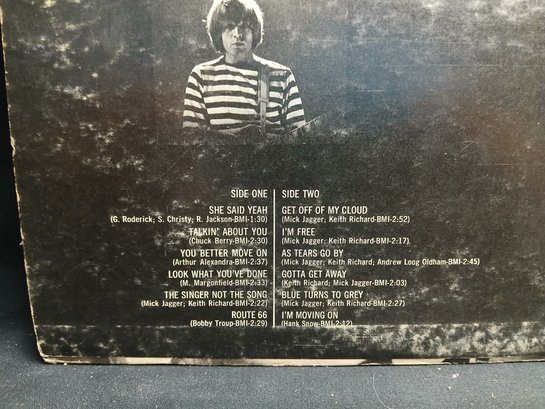 SIDE ONE
SHE SAID YEAH
(G. Roderick; S. Christy; R. Jackson-BMI-1:30)
TALKIN' ABOUT YOU
(Chuck Berry-BMI-2:30)
YOU BETTER MOVE ON
(Arthur Alexandra-BMI-2:37)
LOOK WHAT YOU'VE DONE
(M. Margonfield-BMI-2:33)
THE SINGER NOT THE SONG
(Mick Jagger; Keith Richard-BMI-2:22)
ROUTE 66
(Bobby Troup-BMI-2:29)
SIDE TWO
GET OFF OF MY CLOUD
(Mick Jagger; Keith Richard-BMI-2:52)
I'M FREE
(Mick Jagger; Keith Richard-BMI-2:17)
AS TEARS GO BY
(Mick Jagger; Keith Richard; Andrew Loog Oldham-BMI-2:45)
GOTTA GET AWAY
(Keith Richard; Mick Jagger-BMI-2:03)
BLUE TURNS TO GREY
(Mick Jagger; Keith Richard-BMI-2:27)
I'M MOVING ON
(Hank Snow-BMI-2:12)